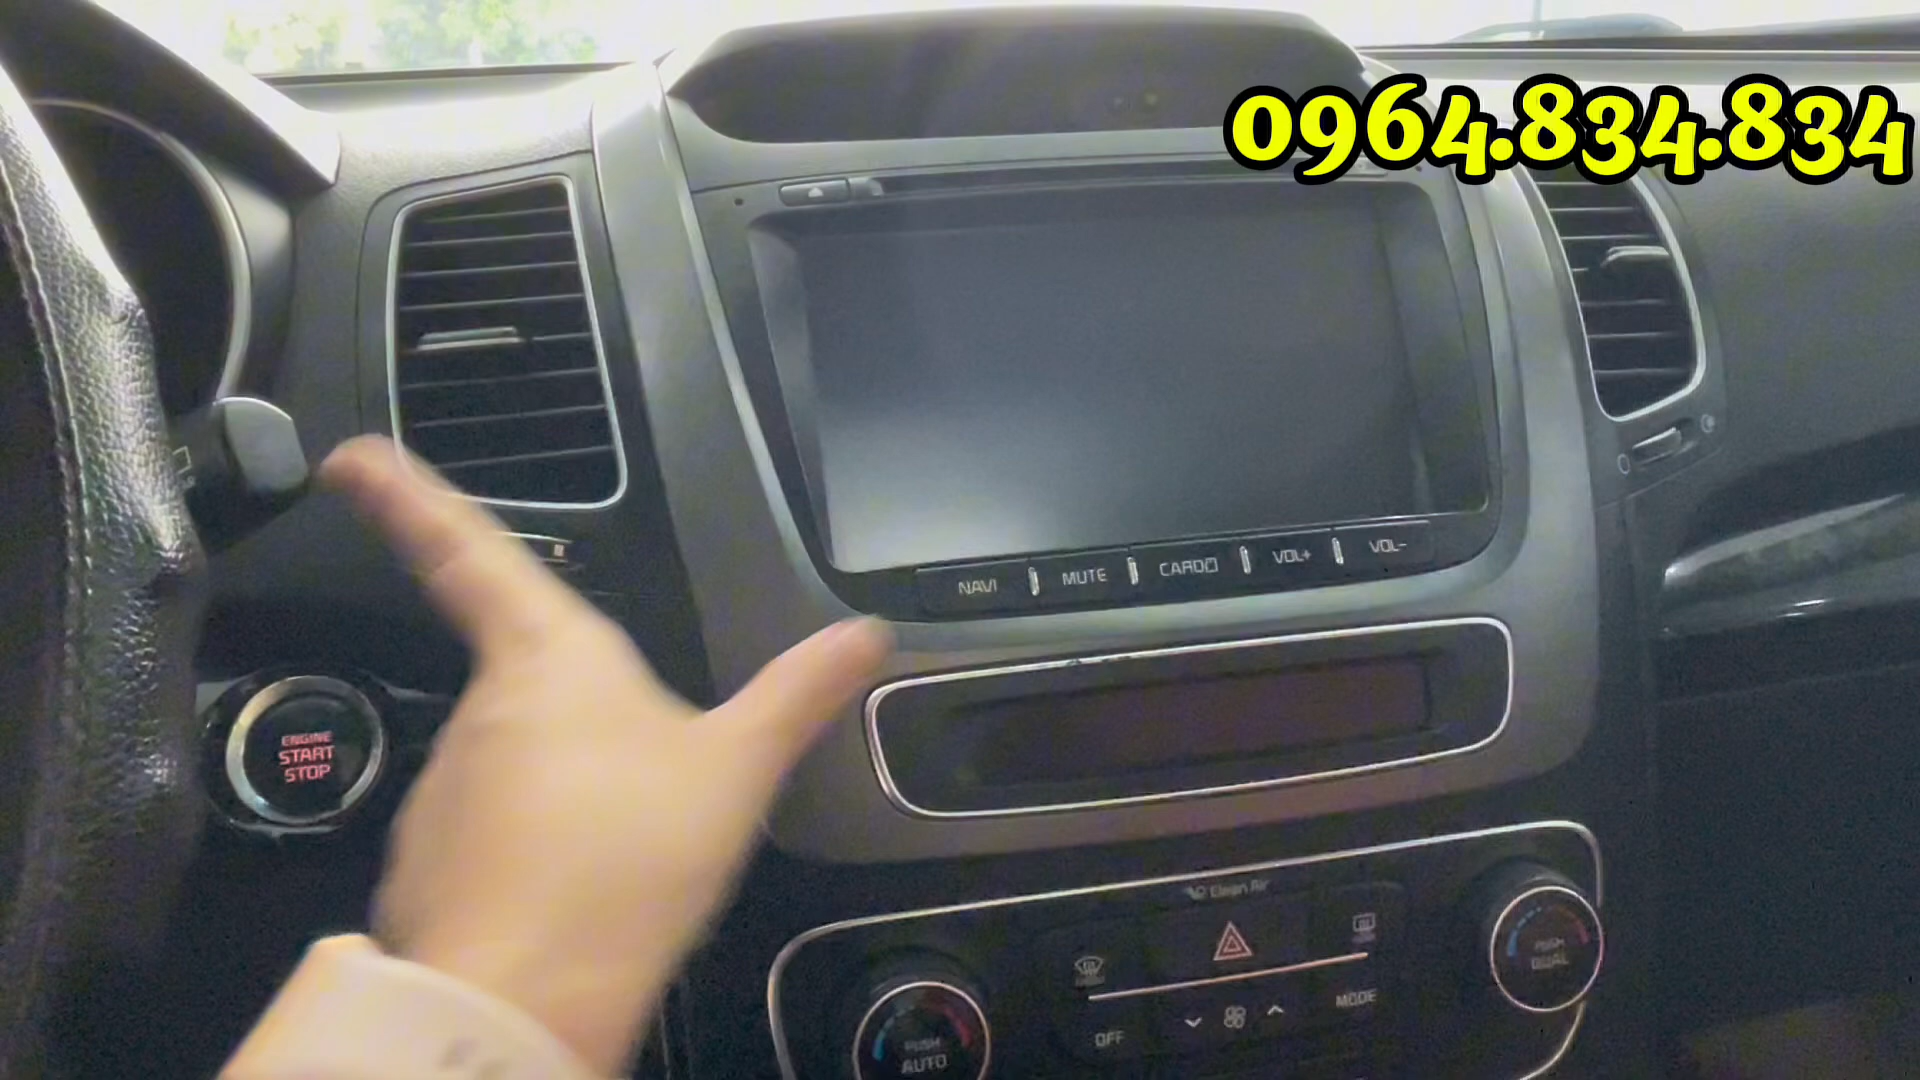 0964.834.834
NAVI
MUTE
CARDO
VOL+
VOL-
ENGINE
START
STOP
Clean Air
PUSH
DUAL
MODE
OFF
PUSH
AUTO